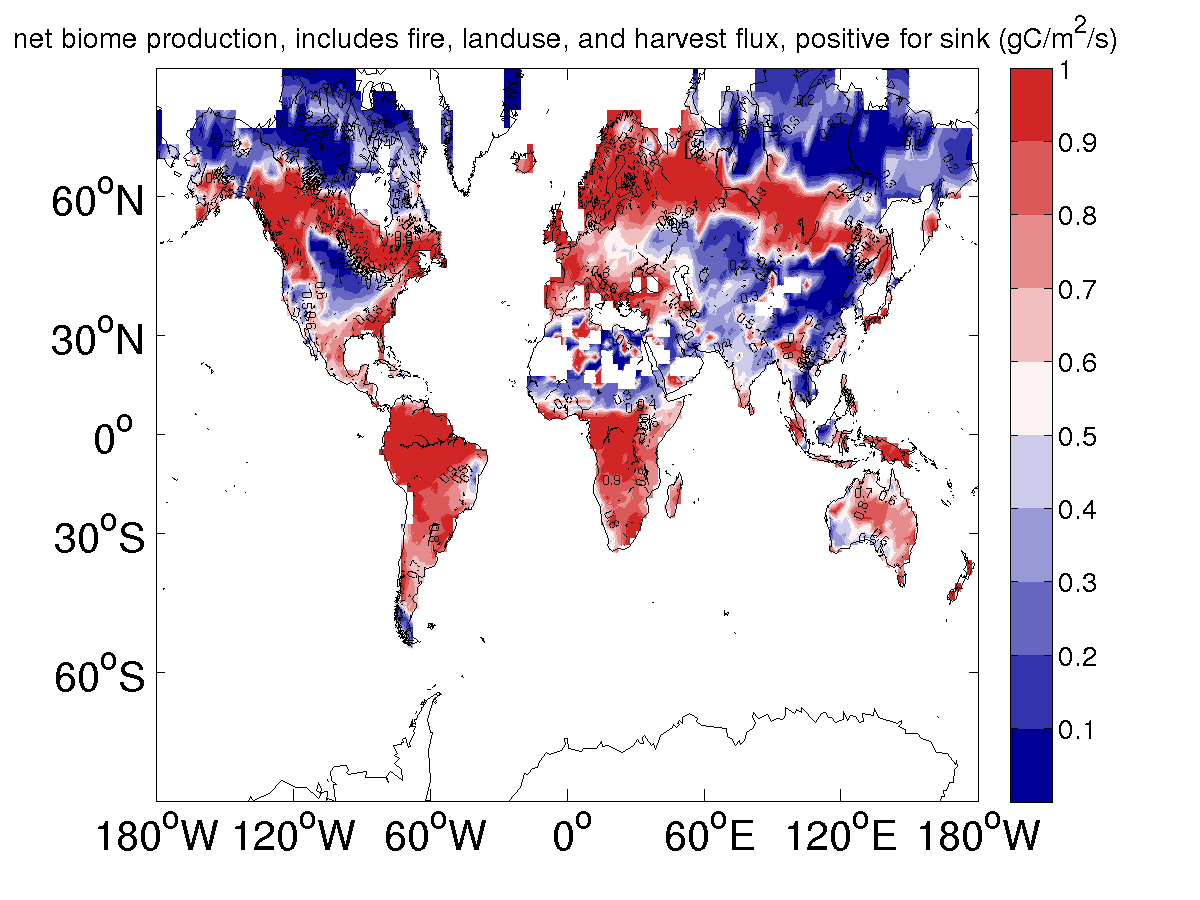 net biome production, includes fire, landuse, and harvest flux, positive for sink (gC/m²/s)
1
0.9
0.8
0.7
0.6
0.5
0.4
0.3
0.2
0.1
60°N
30°N
0°
30°S
60°S
180°W 120°W 60°W 0° 60°E 120°E 180°W